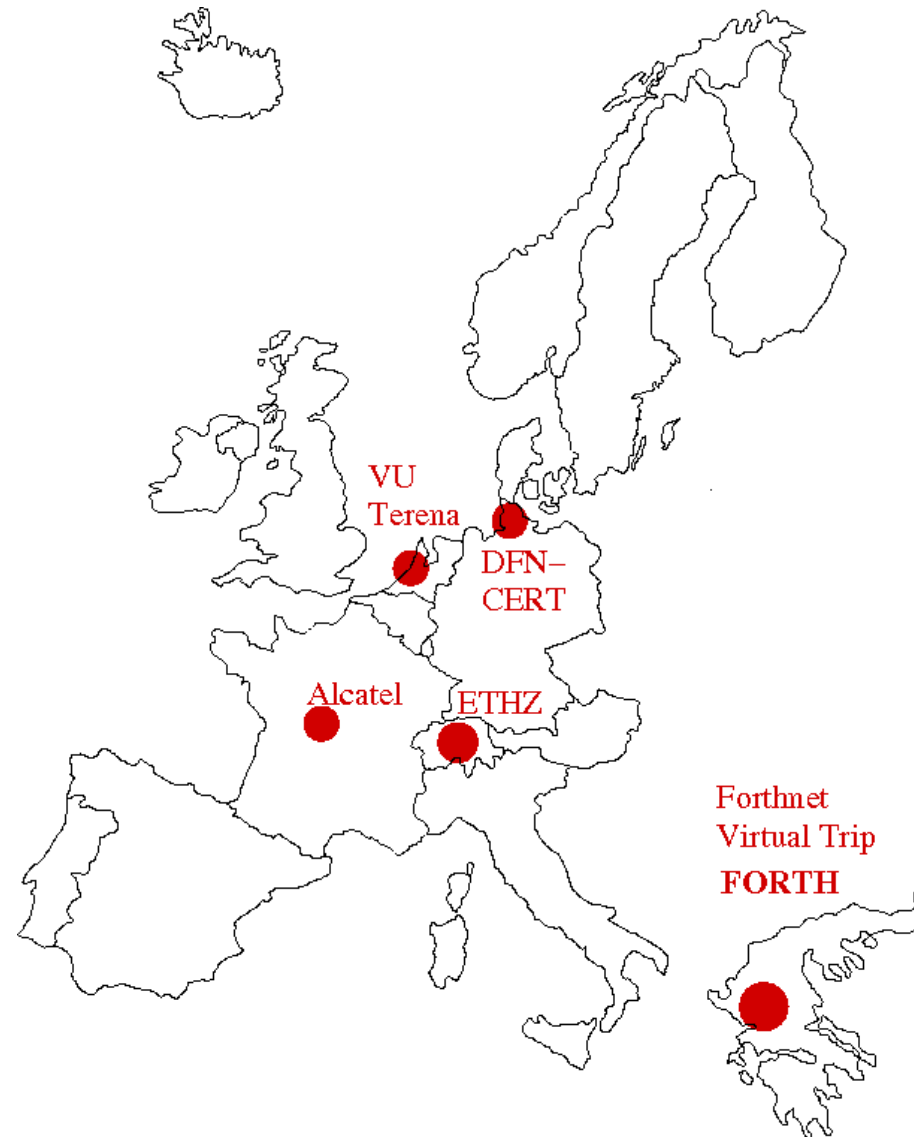 VU
Terena
DFN–
CERT
Alcatel
ETHZ
Forthnet
Virtual Trip
FORTH